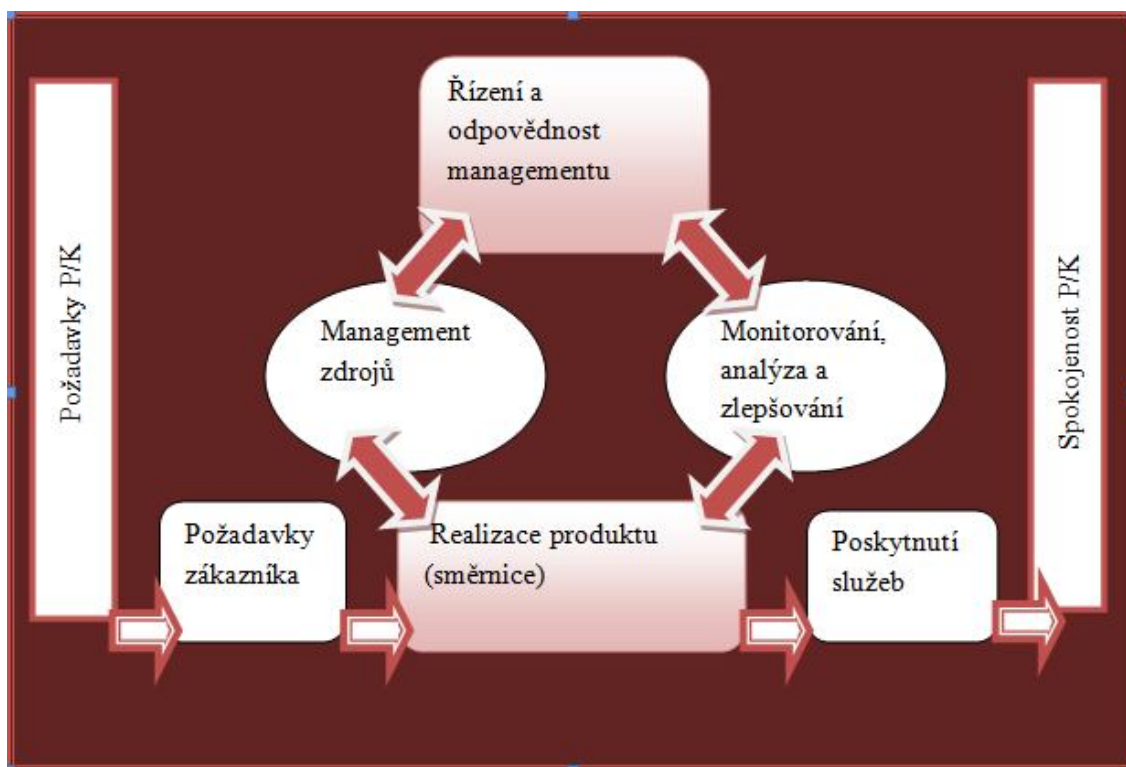 Řízení a
odpovědnost
managementu
Požadavky P/K
Management
zdrojů
Monitorování,
analýza a
zlepšování
Spokojenost P/K
Požadavky
zákazníka
Realizace produktu
(směrnice)
Poskytnutí
služeb